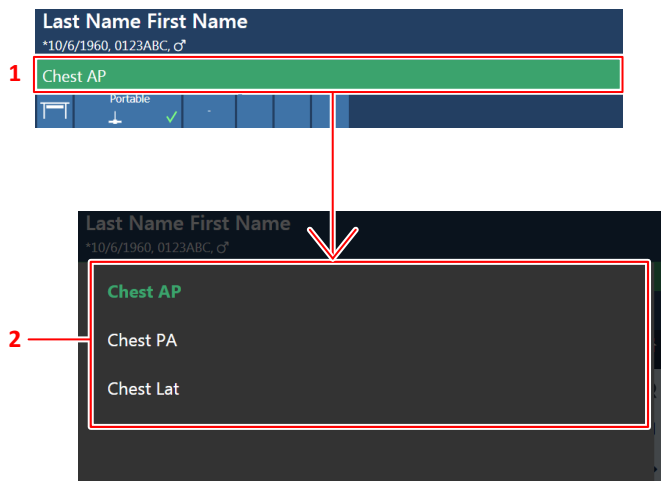 Last Name First Name
*10/6/1960, 0123ABC, ♂
1
Chest AP
Portable
-
Last Name First Name
*10/6/1960, 0123ABC, ♂
Chest AP
2
Chest PA
Chest Lat